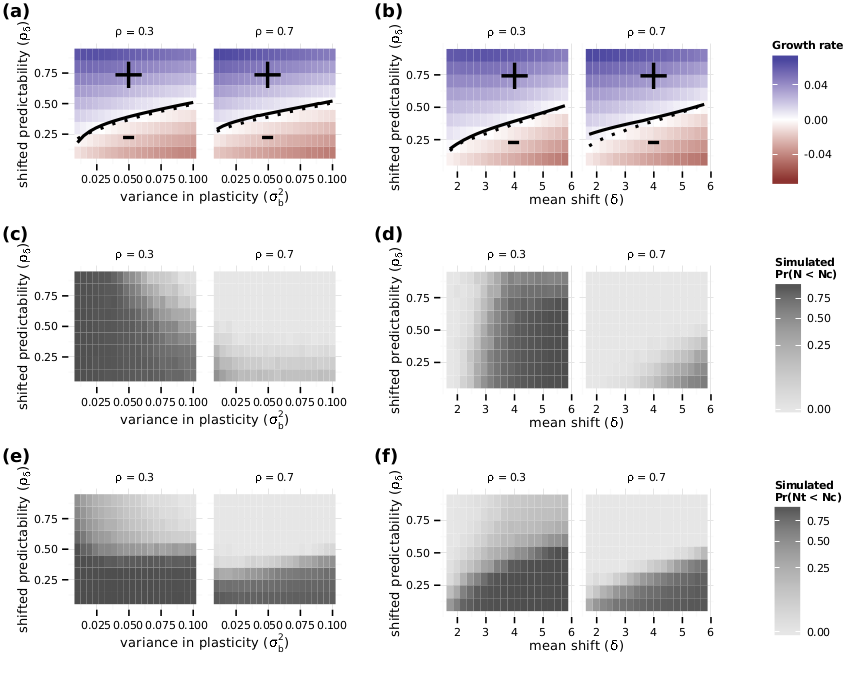 (a)
ρ = 0.3
ρ = 0.7
shifted predictability (ρδ)
0.75
0.50
0.25
+
+
-
-
0.025 0.050 0.075 0.100
0.025 0.050 0.075 0.100
variance in plasticity (σ²b)
(b)
ρ = 0.3
ρ = 0.7
shifted predictability (ρδ)
0.75
0.50
0.25
+
+
-
-
2 3 4 5 6
2 3 4 5 6
mean shift (δ)
Growth rate
0.04
0.00
-0.04
(c)
ρ = 0.3
ρ = 0.7
shifted predictability (ρδ)
0.75
0.50
0.25
0.025 0.050 0.075 0.100
0.025 0.050 0.075 0.100
variance in plasticity (σ²b)
(d)
ρ = 0.3
ρ = 0.7
shifted predictability (ρδ)
0.75
0.50
0.25
2 3 4 5 6
2 3 4 5 6
mean shift (δ)
Simulated
Pr(N < Nc)
0.75
0.50
0.25
0.00
(e)
ρ = 0.3
ρ = 0.7
shifted predictability (ρδ)
0.75
0.50
0.25
0.025 0.050 0.075 0.100
0.025 0.050 0.075 0.100
variance in plasticity (σ²b)
(f)
ρ = 0.3
ρ = 0.7
shifted predictability (ρδ)
0.75
0.50
0.25
2 3 4 5 6
2 3 4 5 6
mean shift (δ)
Simulated
Pr(Nt < Nc)
0.75
0.50
0.25
0.00